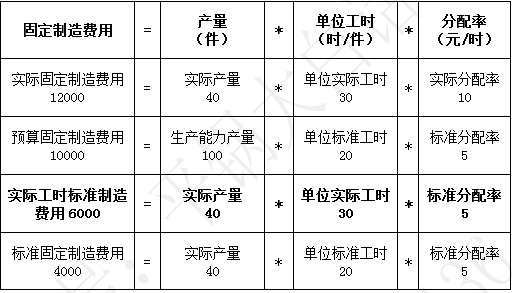 固定制造费用 = 产量 * 单位工时 * 分配率
（件） （时/件） （元/时）
实际固定制造费用 = 实际产量 * 单位实际工时 * 实际分配率
12000 40 30 10
预算固定制造费用 = 生产能力产量 * 单位标准工时 * 标准分配率
10000 100 20 5
实际工时标准制造 = 实际产量 * 单位实际工时 * 标准分配率
费用 6000 40 30 5
标准固定制造费用 = 实际产量 * 单位标准工时 * 标准分配率
4000 40 20 5